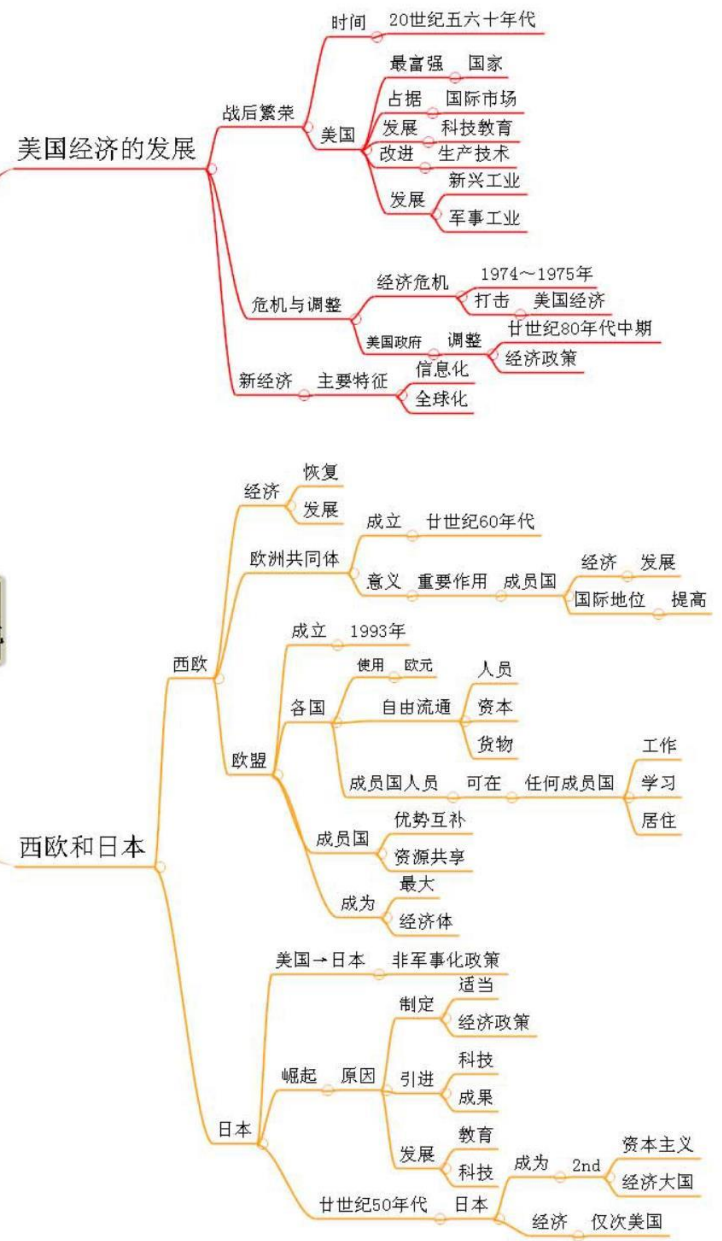 美国经济的发展
战后繁荣
时间
20世纪五六十年代
美国
最富强
国家
占据
国际市场
发展
科技教育
改进
生产技术
发展
新兴工业
军事工业
危机与调整
经济危机
1974～1975年
打击
美国经济
美国政府
调整
廿世纪80年代中期
经济政策
新经济
主要特征
信息化
全球化
西欧和日本
西欧
经济
恢复
发展
欧洲共同体
成立
廿世纪60年代
意义
重要作用
成员国
经济
发展
国际地位
提高
欧盟
成立
1993年
各国
使用
欧元
自由流通
人员
资本
货物
成员国人员
可在
任何成员国
工作
学习
居住
成员国
优势互补
资源共享
成为
最大
经济体
日本
美国→日本
非军事化政策
崛起
原因
制定
适当
经济政策
引进
科技
成果
发展
教育
科技
廿世纪50年代
日本
成为
2nd
资本主义
经济大国
经济
仅次美国